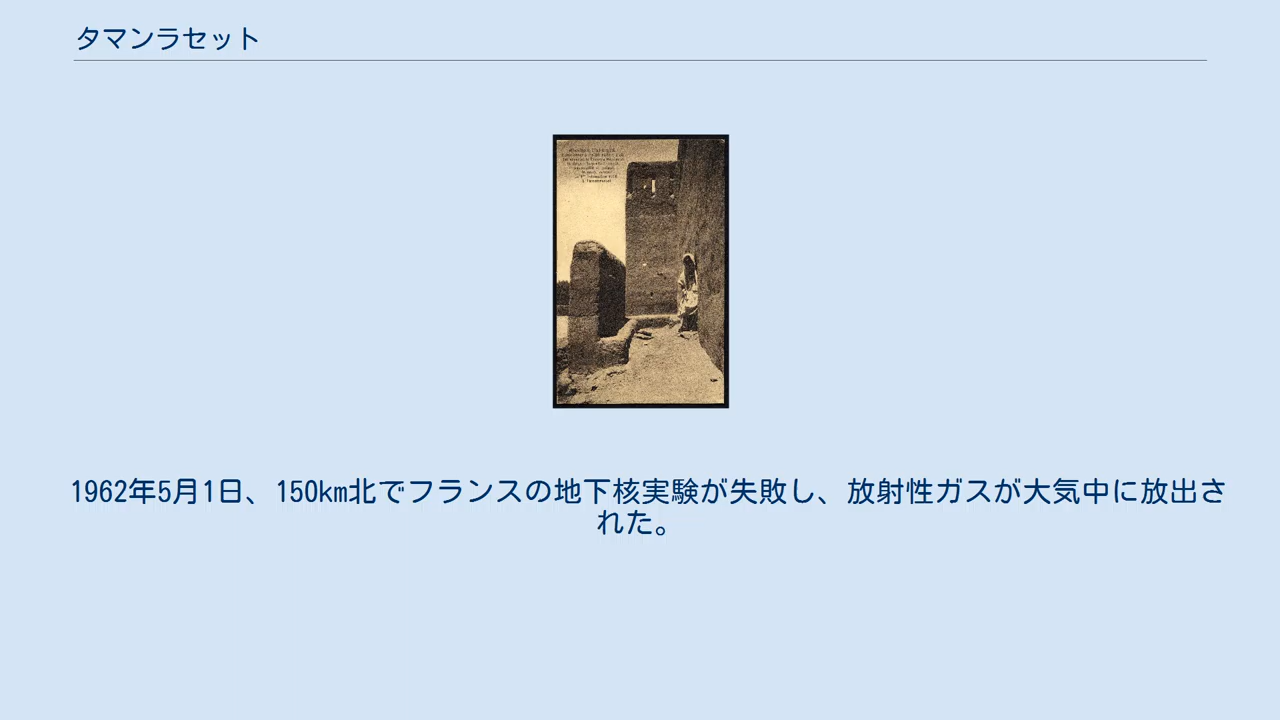 タマンラセット
1962年5月1日、150km北でフランスの地下核実験が失敗し、放射性ガスが大気中に放出さ
れた。